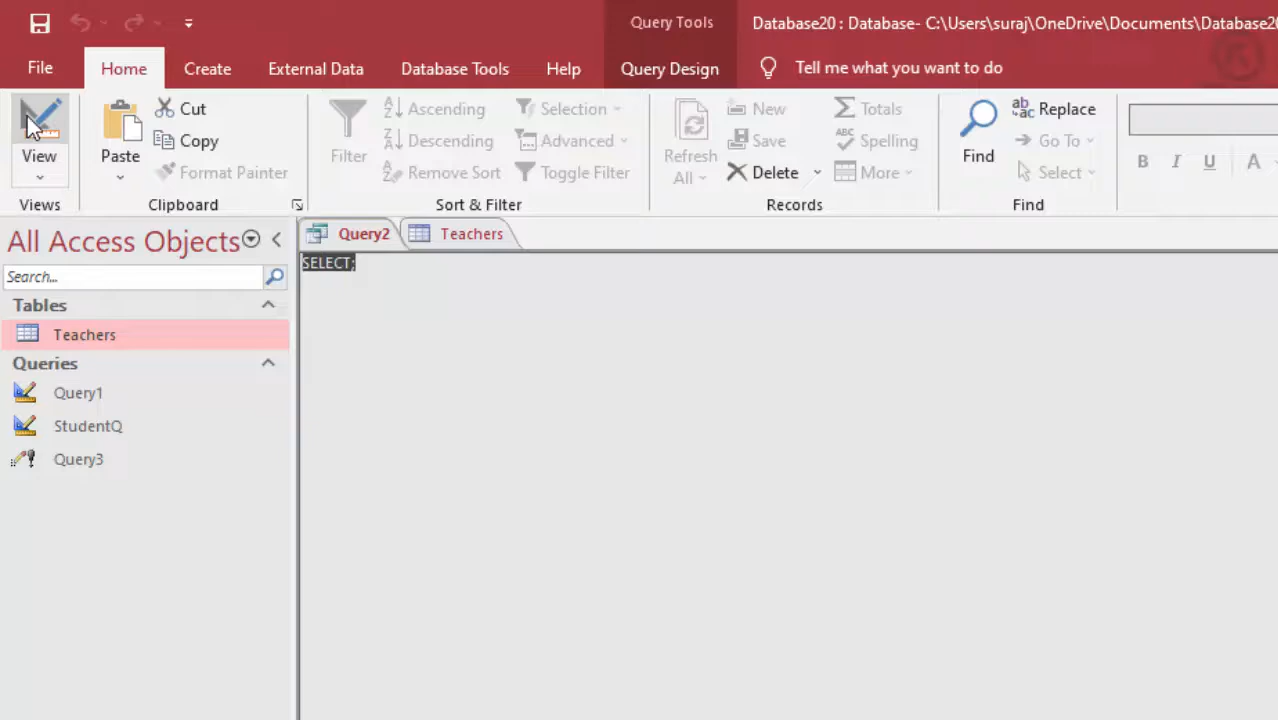 Query Tools
Database20 : Database- C:\Users\suraj\OneDrive\Documents\Database20
File
Home
Create
External Data
Database Tools
Help
Query Design
Tell me what you want to do
View
Views
Paste
Cut
Copy
Format Painter
Clipboard
Filter
Ascending
Descending
Remove Sort
Selection
Advanced
Toggle Filter
Sort & Filter
Refresh
All
New
Save
Delete
Totals
Spelling
More
Records
Find
Replace
Go To
Select
Find
B I U A
All Access Objects
Search...
Tables
Teachers
Queries
Query1
StudentQ
Query3
Query2
Teachers
SELECT;